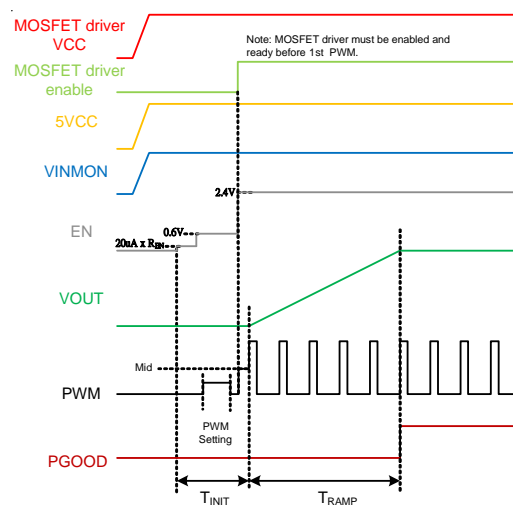 MOSFET driver
VCC
Note: MOSFET driver must be enabled and
ready before 1st PWM.
MOSFET driver
enable
5VCC
VINMON
2.4V
EN
0.6V
20uA x REN
VOUT
Mid
PWM
PWM
Setting
PGOOD
TINIT
TRAMP